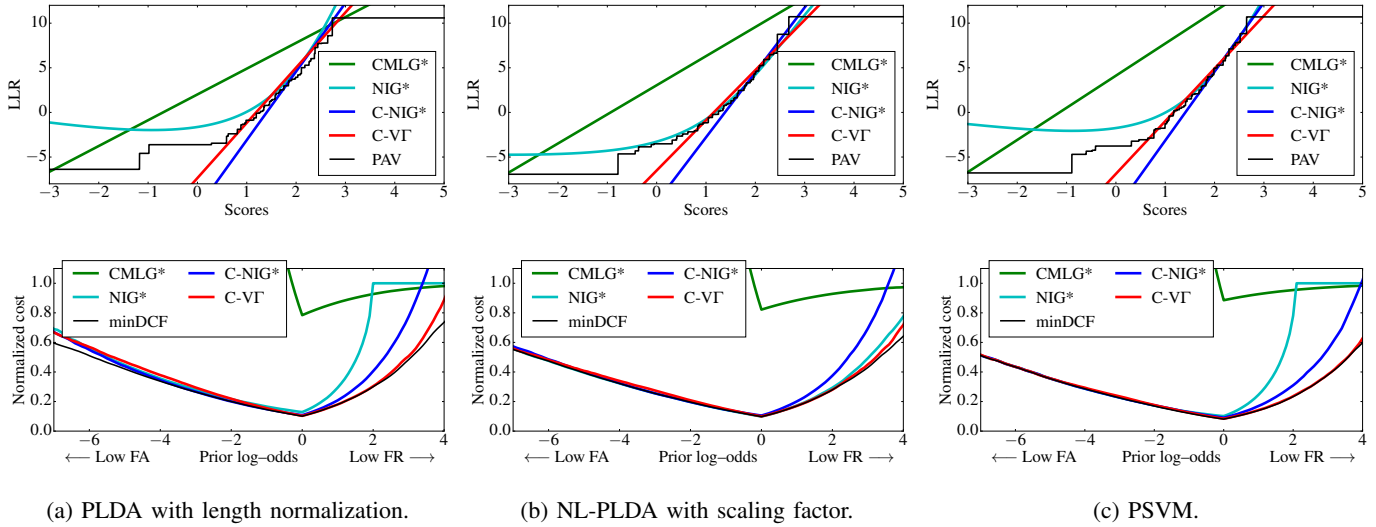 LLR
10
5
0
−5
−3 −2 −1 0 1 2 3 4 5
Scores
CMLG*
NIG*
C-NIG*
C-VΓ
PAV
LLR
10
5
0
−5
−3 −2 −1 0 1 2 3 4 5
Scores
CMLG*
NIG*
C-NIG*
C-VΓ
PAV
LLR
10
5
0
−5
−3 −2 −1 0 1 2 3 4 5
Scores
CMLG*
NIG*
C-NIG*
C-VΓ
PAV
Normalized cost
1.0
0.8
0.6
0.4
0.2
0.0
CMLG* C-NIG*
NIG* C-VΓ
minDCF
−6 −4 −2 0 2 4
← Low FA Prior log–odds Low FR →
Normalized cost
1.0
0.8
0.6
0.4
0.2
0.0
CMLG* C-NIG*
NIG* C-VΓ
minDCF
−6 −4 −2 0 2 4
← Low FA Prior log–odds Low FR →
Normalized cost
1.0
0.8
0.6
0.4
0.2
0.0
CMLG* C-NIG*
NIG* C-VΓ
minDCF
−6 −4 −2 0 2 4
← Low FA Prior log–odds Low FR →
(a) PLDA with length normalization.
(b) NL-PLDA with scaling factor.
(c) PSVM.